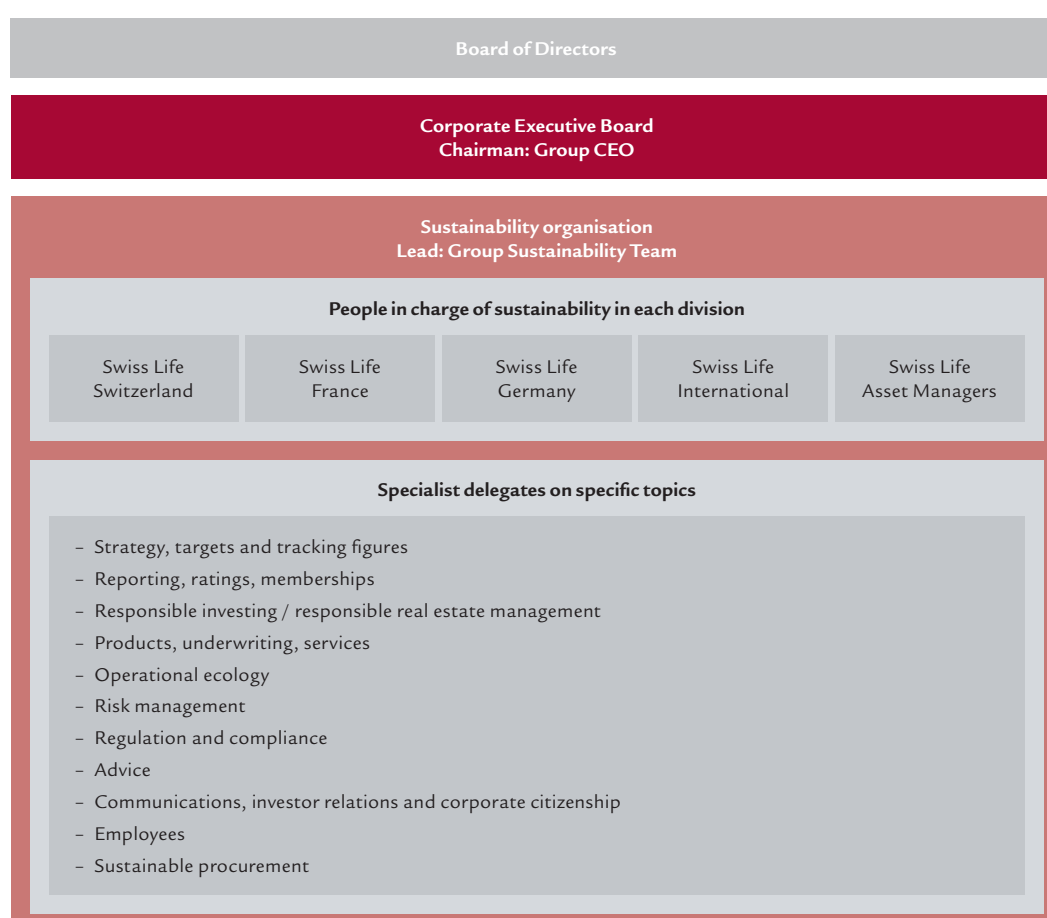 Board of Directors
Corporate Executive Board
Chairman: Group CEO
Sustainability organisation
Lead: Group Sustainability Team
People in charge of sustainability in each division
Swiss Life
Switzerland
Swiss Life
France
Swiss Life
Germany
Swiss Life
International
Swiss Life
Asset Managers
Specialist delegates on specific topics
– Strategy, targets and tracking figures
– Reporting, ratings, memberships
– Responsible investing / responsible real estate management
– Products, underwriting, services
– Operational ecology
– Risk management
– Regulation and compliance
– Advice
– Communications, investor relations and corporate citizenship
– Employees
– Sustainable procurement